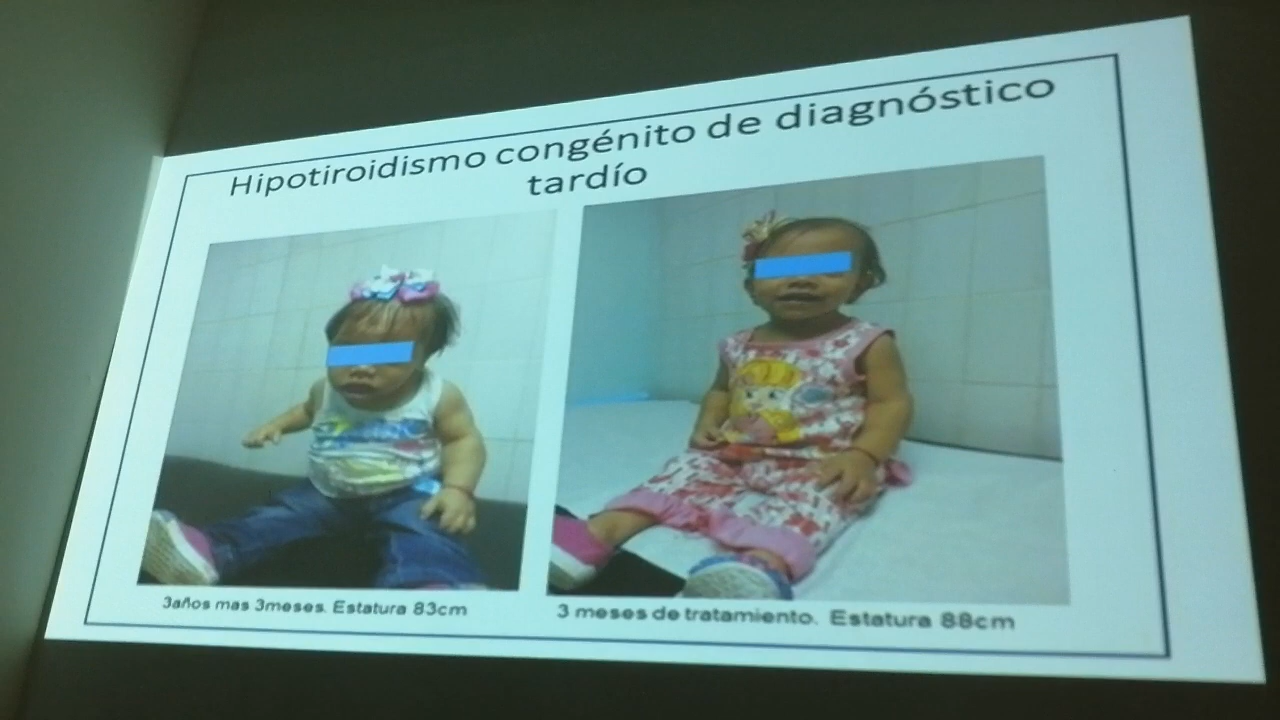 Hipotiroidismo congénito de diagnóstico
tardío
3años mas 3meses. Estatura 83cm
3 meses de tratamiento. Estatura 88cm